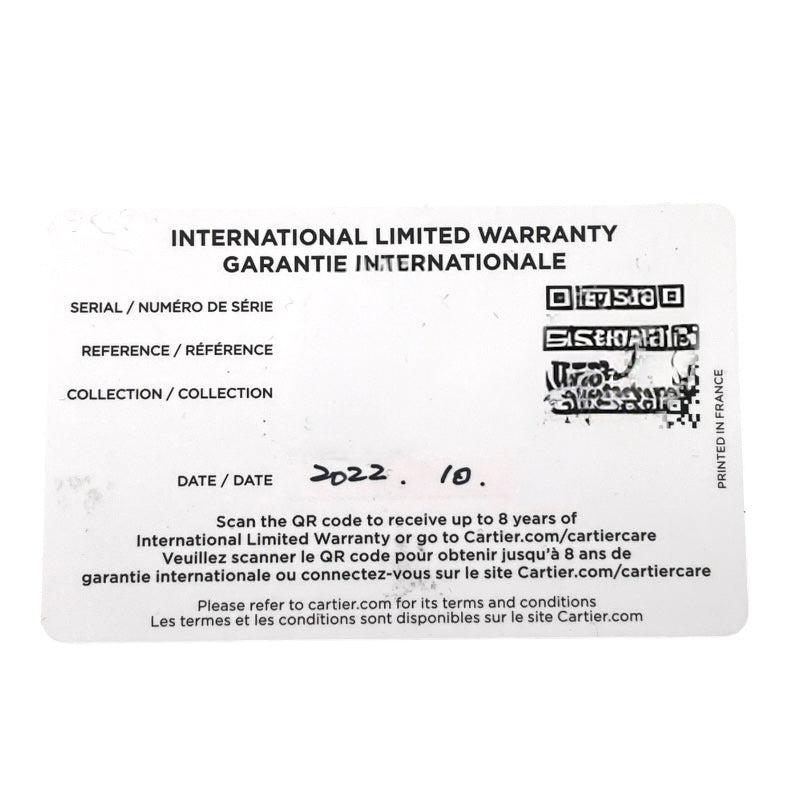 INTERNATIONAL LIMITED WARRANTY
GARANTIE INTERNATIONALE
SERIAL / NUMÉRO DE SÉRIE
REFERENCE / RÉFÉRENCE
COLLECTION / COLLECTION
PRINTED IN FRANCE
DATE / DATE 2022. 10.
Scan the QR code to receive up to 8 years of
International Limited Warranty or go to Cartier.com/cartiercare
Veuillez scanner le QR code pour obtenir jusqu'à 8 ans de
garantie internationale ou connectez-vous sur le site Cartier.com/cartiercare
Please refer to cartier.com for its terms and conditions
Les termes et les conditions sont disponibles sur le site Cartier.com